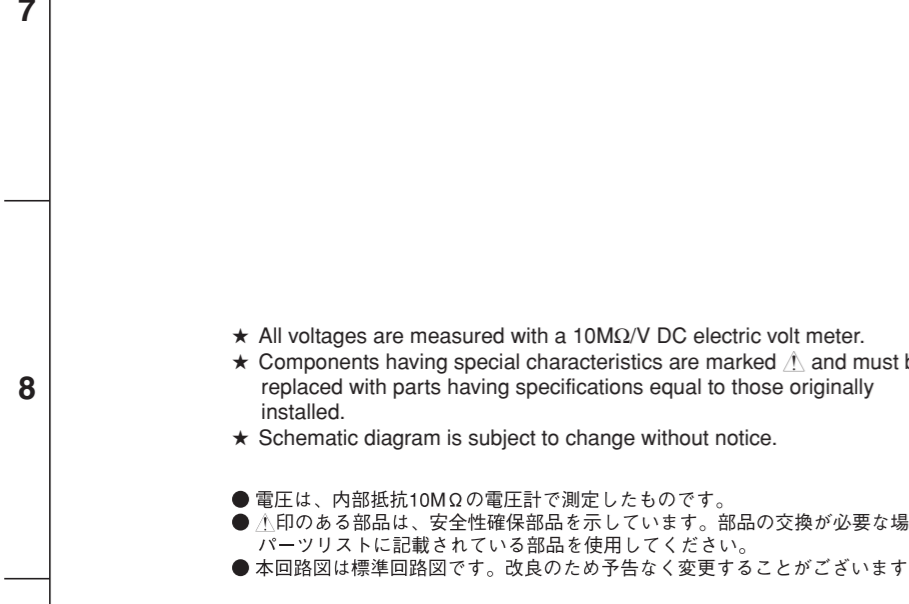 7
8
★ All voltages are measured with a 10MΩ/V DC electric volt meter.
★ Components having special characteristics are marked ⚠ and must
replaced with parts having specifications equal to those originally
installed.
★ Schematic diagram is subject to change without notice.
● 電圧は、内部抵抗10MΩの電圧計で測定したものです。
● ⚠印のある部品は、安全性確保部品を示しています。部品の交換が必要な場
パーツリストに記載されている部品を使用してください。
● 本回路図は標準回路図です。改良のため予告なく変更することがございます